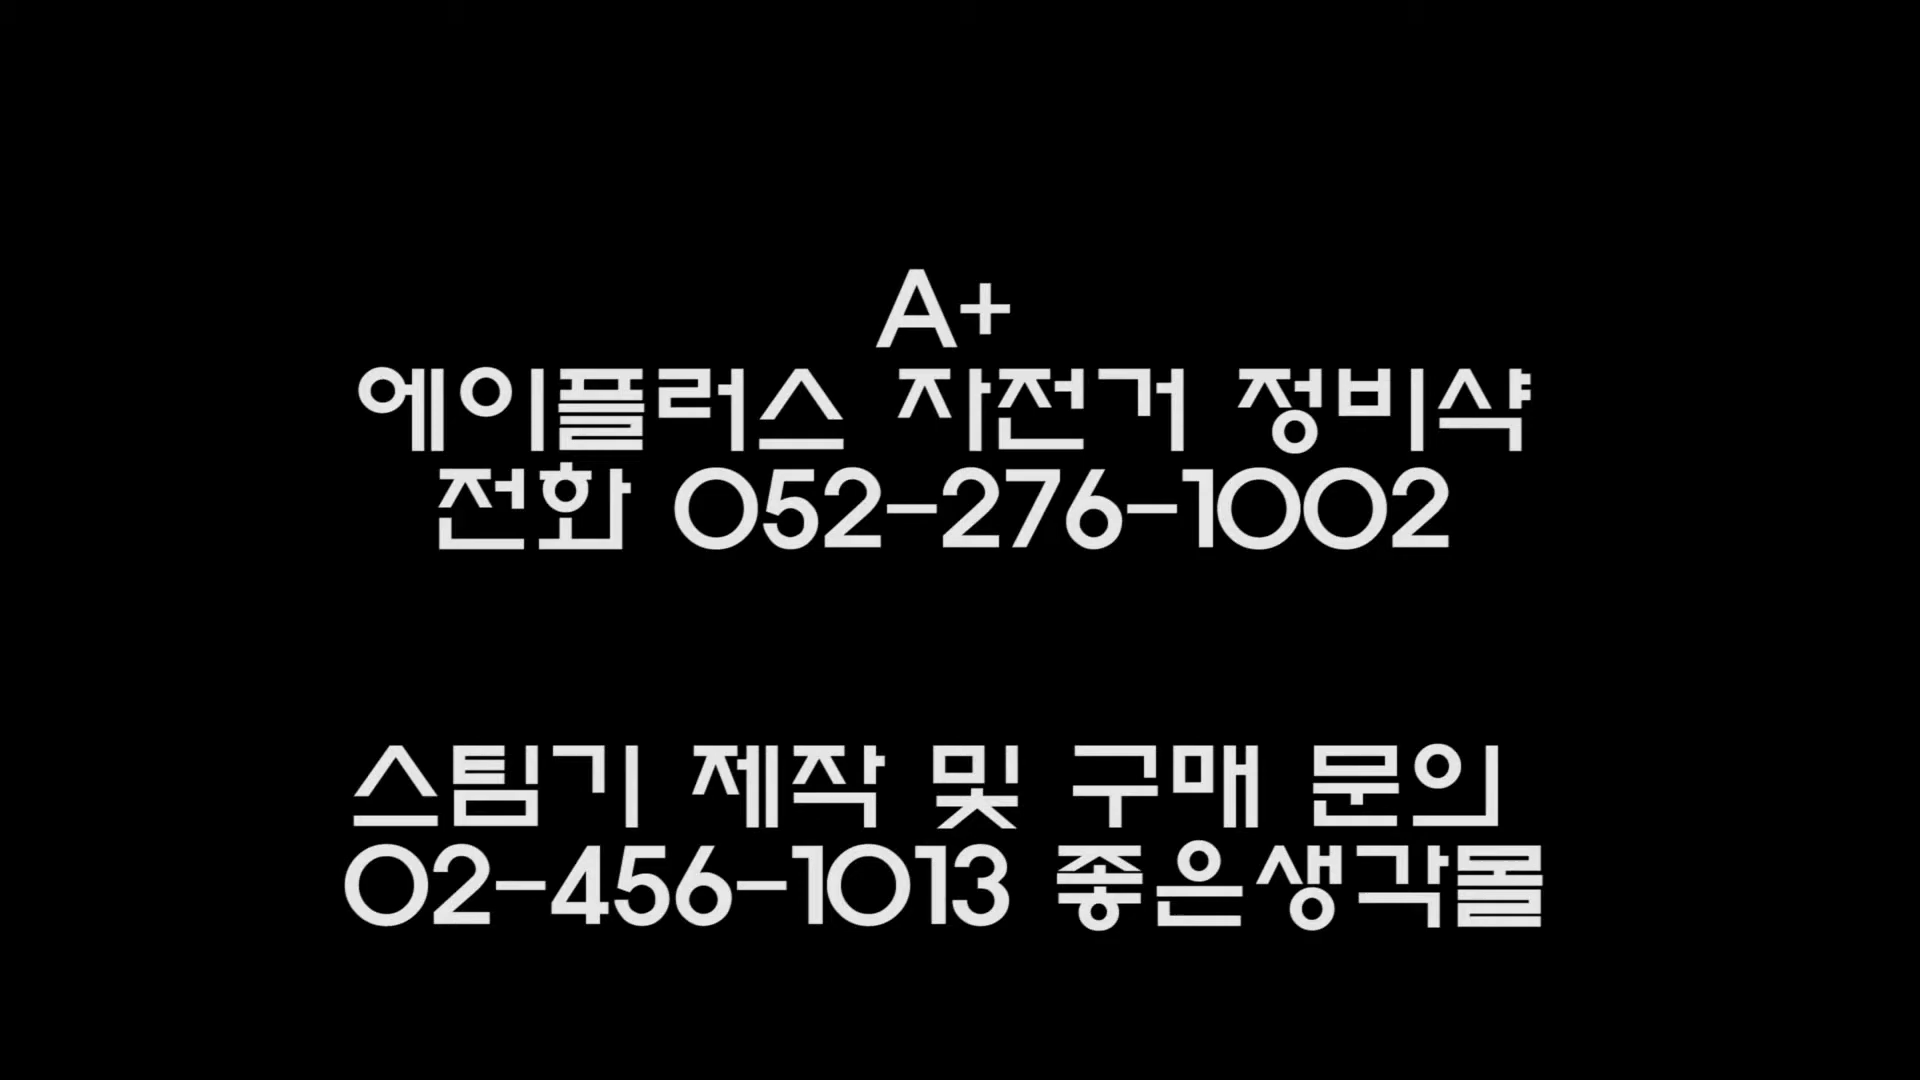 A+
에이플러스 자전거 정비샥
전화 052-276-1002
스팀기 제작 및 구매 문의
02-456-1013 좋은생각몰